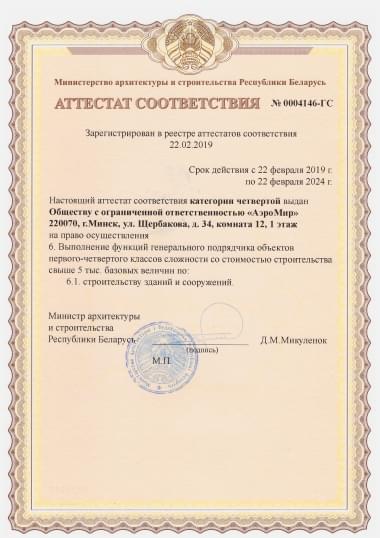 Министерство архитектуры и строительства Республики Беларусь
АТТЕСТАТ СООТВЕТСТВИЯ № 0004146-ГС
Зарегистрирован в реестре аттестатов соответствия
22.02.2019
Срок действия с 22 февраля 2019 г.
по 22 февраля 2024 г.
Настоящий аттестат соответствия категории четвертой выдан
Обществу с ограниченной ответственностью «АэроМир»
220070, г.Минск, ул. Щербакова, д. 34, комната 12, 1 этаж
на право осуществления
6. Выполнение функций генерального подрядчика объектов
первого-четвертого классов сложности со стоимостью строительства
свыше 5 тыс. базовых величин по:
6.1. строительству зданий и сооружений.
Министр архитектуры
и строительства
Республики Беларусь Д.М.Микуленок
(подпись)
М.П.